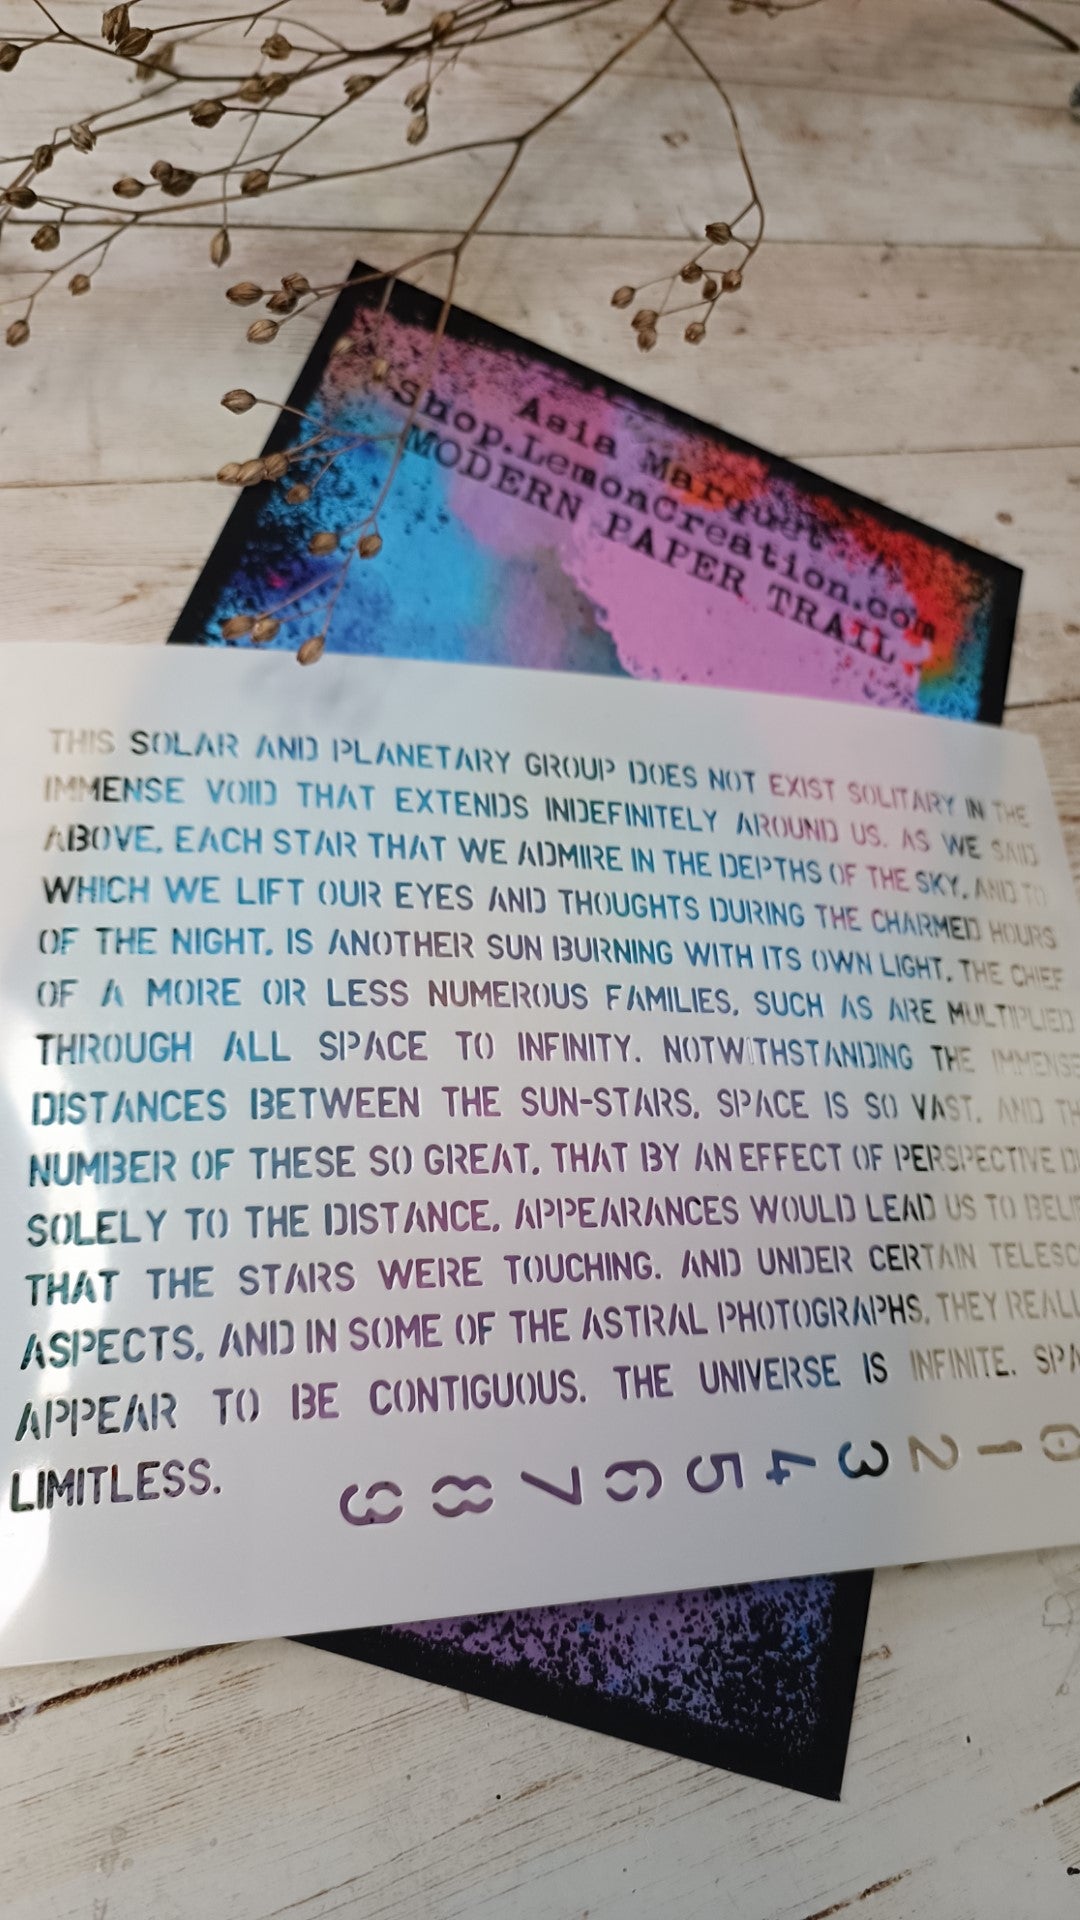 Asia Marquet
Shop.LemonCreation.com
MODERN PAPER TRAIL
THIS SOLAR AND PLANETARY GROUP DOES NOT EXIST SOLITARY IN THE
IMMENSE VOID THAT EXTENDS INDEFINITELY AROUND US. AS WE SAID
ABOVE, EACH STAR THAT WE ADMIRE IN THE DEPTHS OF THE SKY, AND TO
WHICH WE LIFT OUR EYES AND THOUGHTS DURING THE CHARMED HOURS
OF THE NIGHT, IS ANOTHER SUN BURNING WITH ITS OWN LIGHT, THE CHIEF
OF A MORE OR LESS NUMEROUS FAMILIES, SUCH AS ARE MULTIPLIED
THROUGH ALL SPACE TO INFINITY. NOTWITHSTANDING THE IMMENSE
DISTANCES BETWEEN THE SUN-STARS, SPACE IS SO VAST, AND
NUMBER OF THESE SO GREAT, THAT BY AN EFFECT OF PERSPECTIVE
SOLELY TO THE DISTANCE, APPEARANCES WOULD LEAD US TO
THAT THE STARS WERE TOUCHING. AND UNDER CERTAIN
ASPECTS, AND IN SOME OF THE ASTRAL PHOTOGRAPHS, THEY
APPEAR TO BE CONTIGUOUS. THE UNIVERSE IS INFINITE.
LIMITLESS.
9 8 7 6 5 4 3 2 1 0